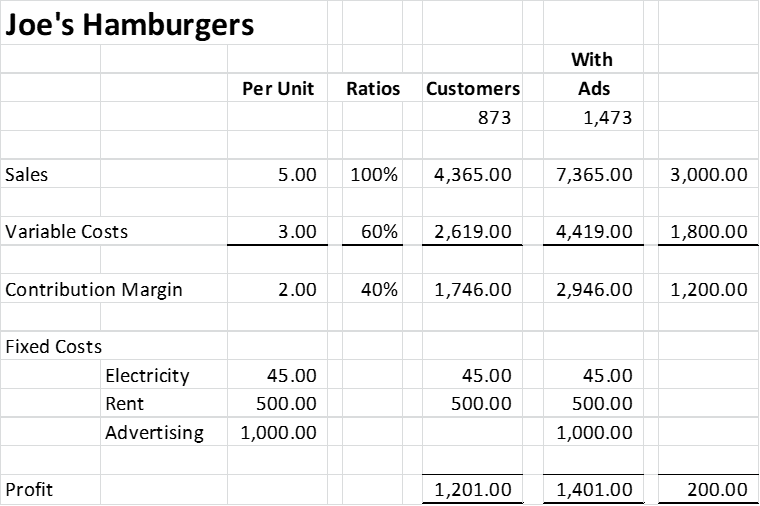 Joe's Hamburgers
With
Per Unit Ratios Customers Ads
873 1,473
Sales 5.00 100% 4,365.00 7,365.00 3,000.00
Variable Costs 3.00 60% 2,619.00 4,419.00 1,800.00
Contribution Margin 2.00 40% 1,746.00 2,946.00 1,200.00
Fixed Costs
Electricity 45.00 45.00 45.00
Rent 500.00 500.00 500.00
Advertising 1,000.00 1,000.00
Profit 1,201.00 1,401.00 200.00